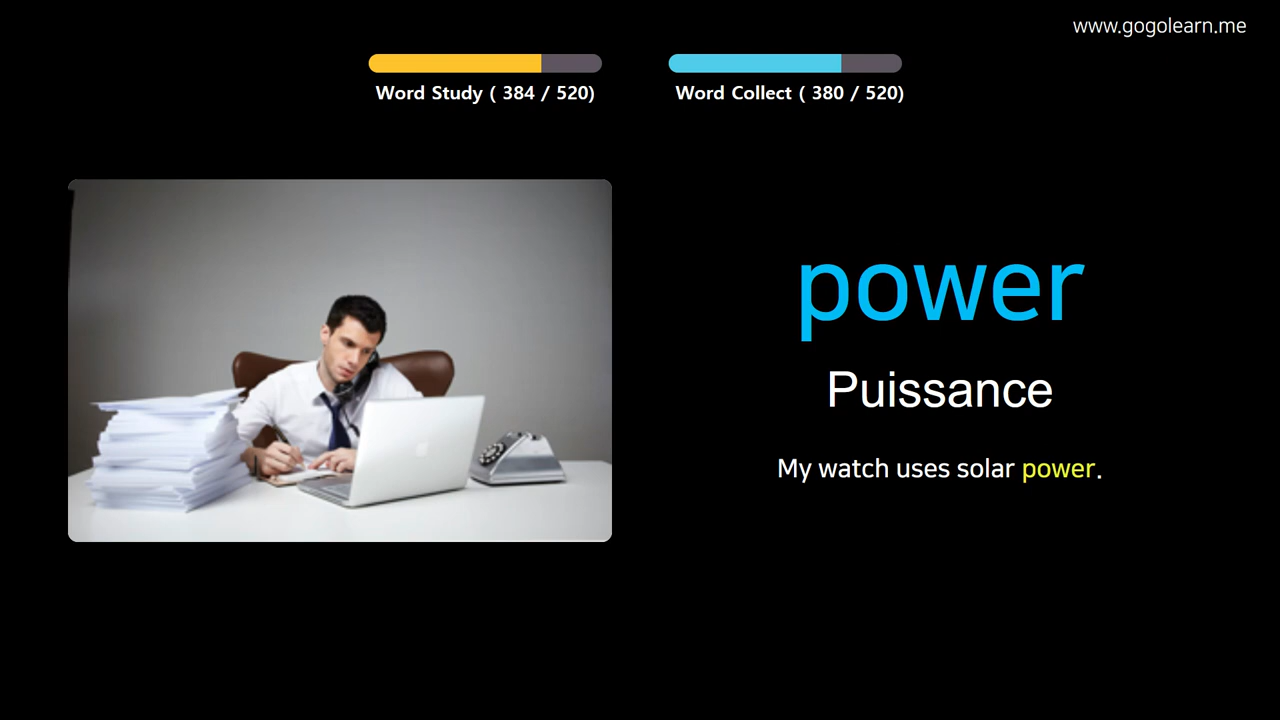 www.gogolearn.me
Word Study ( 384 / 520)
Word Collect ( 380 / 520)
power
Puissance
My watch uses solar power.